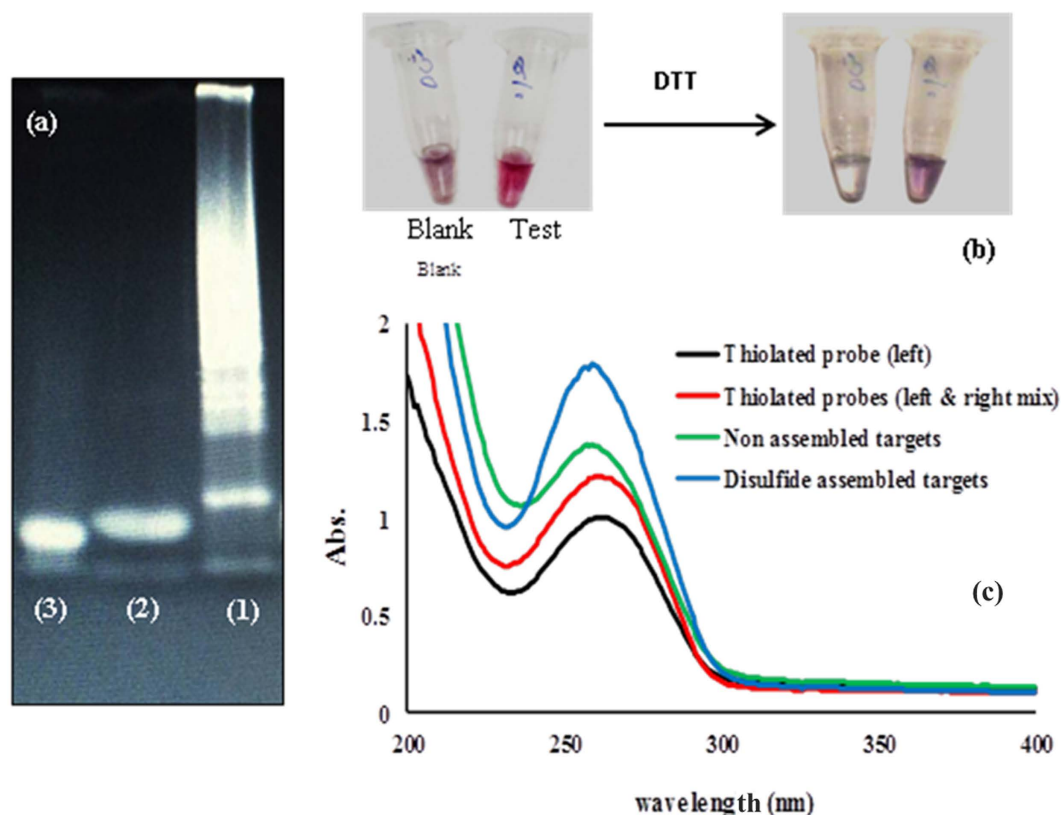 (a)
(3) (2) (1)
DTT
Blank Test
Blank
(b)
2
1.5
1
0.5
0
Abs.
Thiolated probe (left)
Thiolated probes (left & right mix)
Non assembled targets
Disulfide assembled targets
(c)
200 250 300 350 400
wavelength (nm)